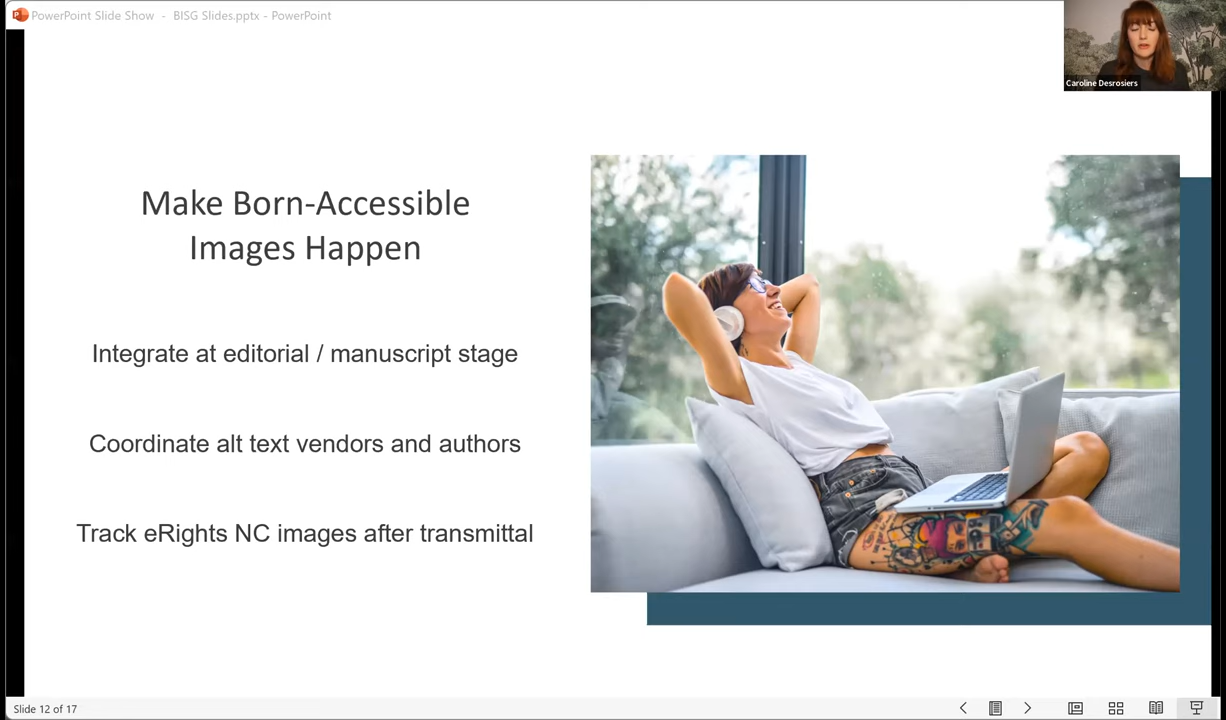 PowerPoint Slide Show - BISG Slides.pptx - PowerPoint
Caroline Desrosiers
Make Born-Accessible
Images Happen
Integrate at editorial / manuscript stage
Coordinate alt text vendors and authors
Track eRights NC images after transmittal
Slide 12 of 17